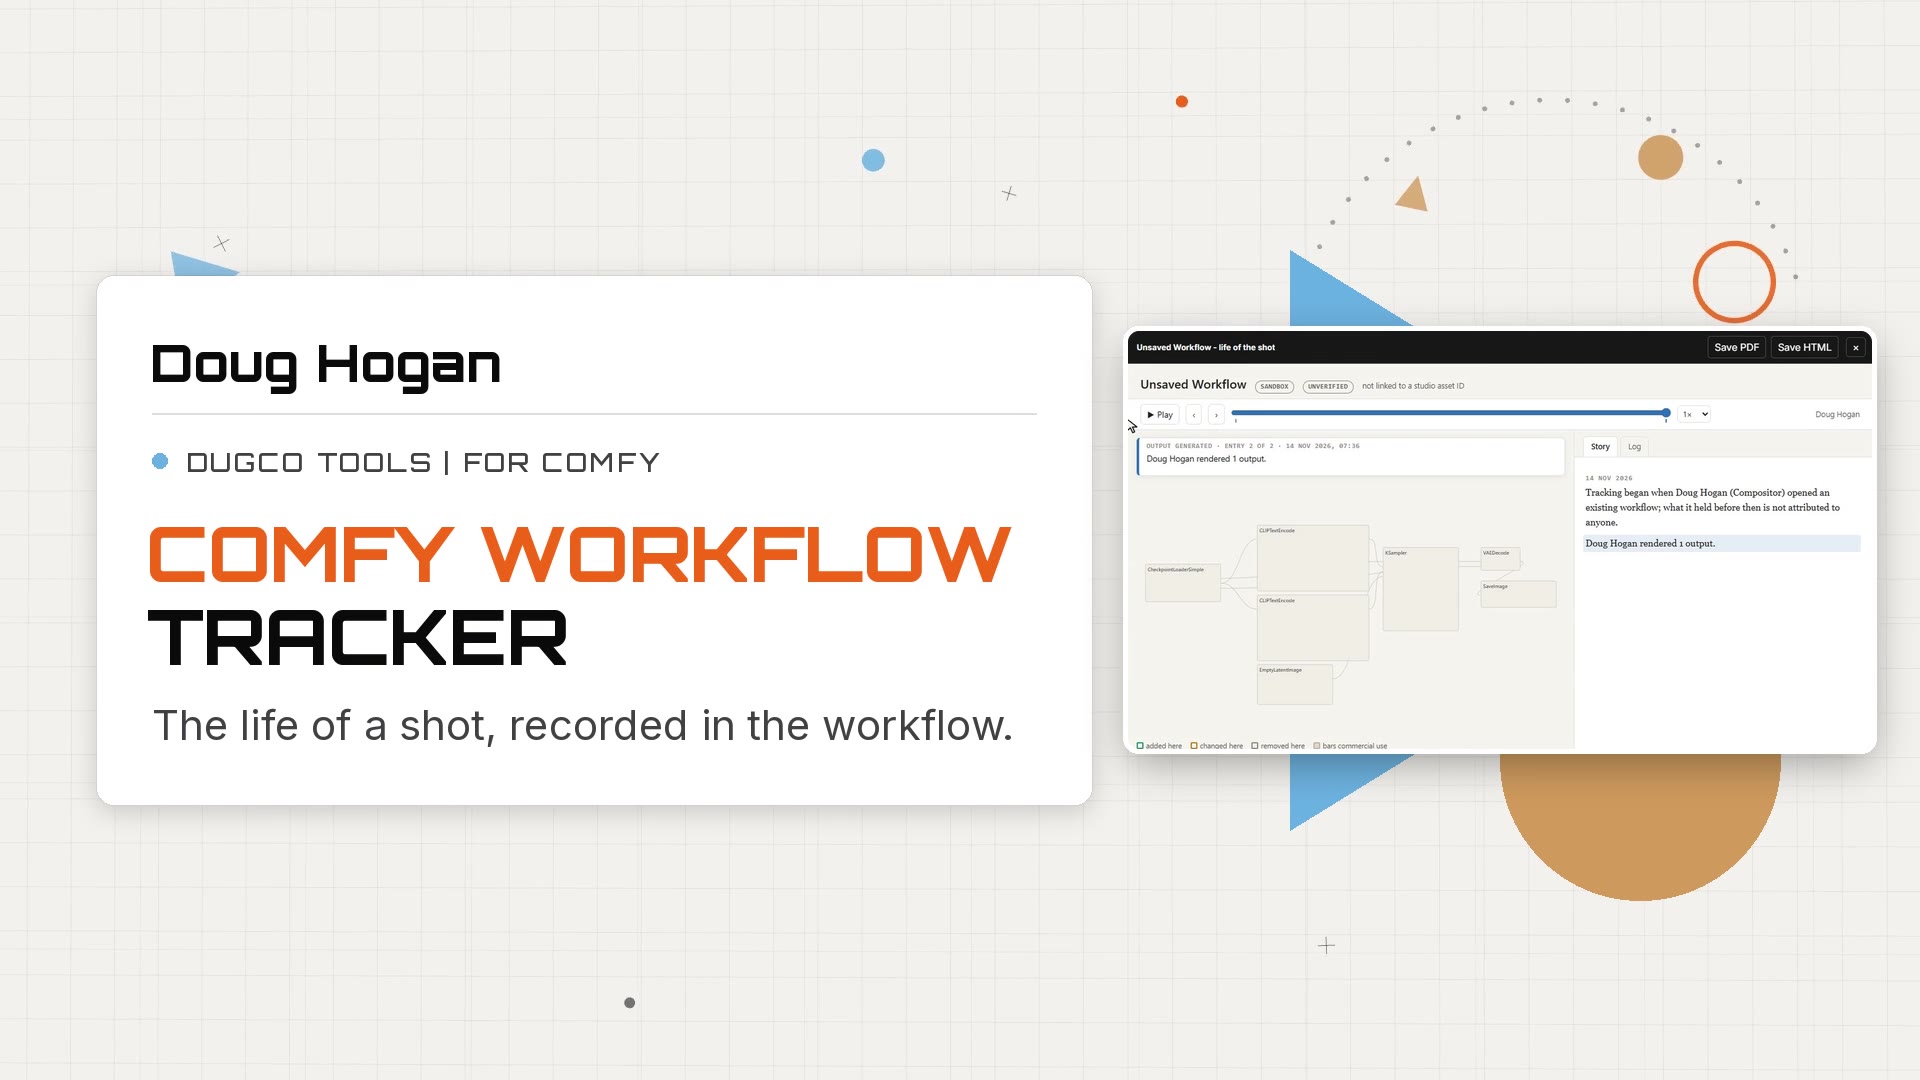 Doug Hogan
DUGCO TOOLS | FOR COMFY
COMFY WORKFLOW
TRACKER
The life of a shot, recorded in the workflow.
Unsaved Workflow - life of the shot
Save PDF
Save HTML
×
Unsaved Workflow
SANDBOX
UNVERIFIED
not linked to a studio asset ID
▶ Play
‹
›
1×
Doug Hogan
OUTPUT GENERATED · ENTRY 2 OF 2 · 14 NOV 2026, 07:36
Doug Hogan rendered 1 output.
CheckpointLoaderSimple
CLIPTextEncode
CLIPTextEncode
EmptyLatentImage
KSampler
VAEDecode
SaveImage
added here
changed here
removed here
bars commercial use
Story
Log
14 NOV 2026
Tracking began when Doug Hogan (Compositor) opened an
existing workflow; what it held before then is not attributed to
anyone.
Doug Hogan rendered 1 output.